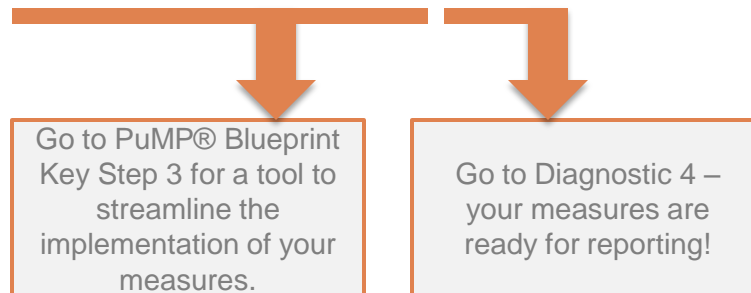 Go to PuMP® Blueprint
Key Step 3 for a tool to
streamline the
implementation of your
measures.
Go to Diagnostic 4 –
your measures are
ready for reporting!